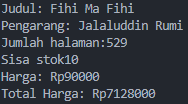 Judul: Fihi Ma Fihi
Pengarang: Jalaluddin Rumi
Jumlah halaman:529
Sisa stok10
Harga: Rp90000
Total Harga: Rp7128000